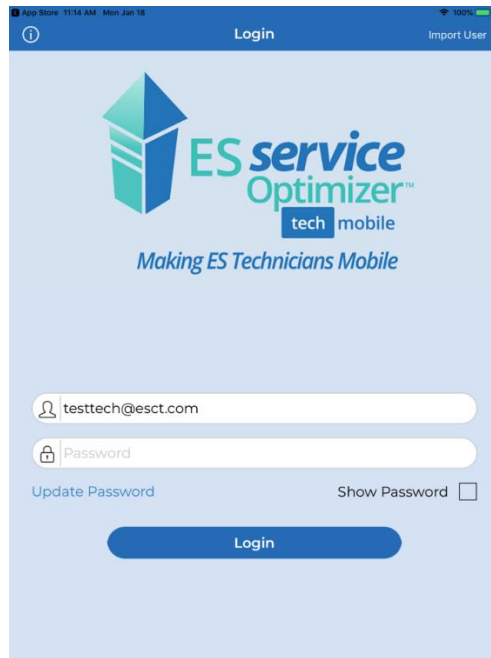 App Store 11:14 AM Mon Jan 18 100%
Login
Import User
ES service
Optimizer™
tech mobile
Making ES Technicians Mobile
testtech@esct.com
Password
Update Password Show Password
Login